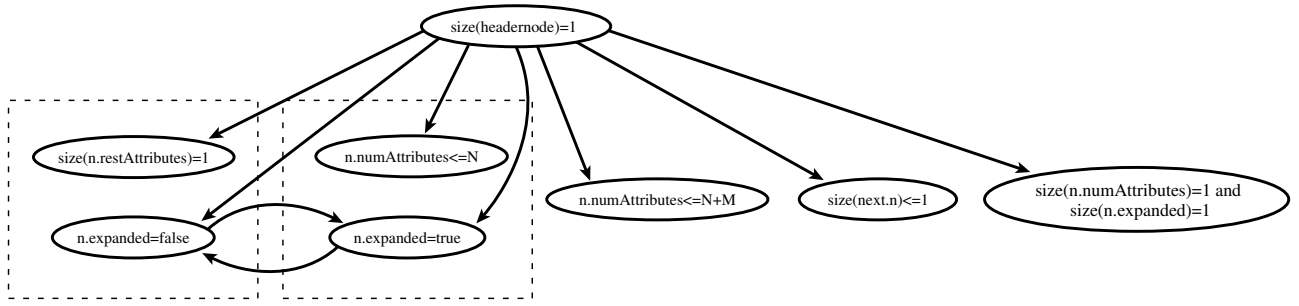 size(headernode)=1
size(n.restAttributes)=1
n.numAttributes<=N
n.numAttributes<=N+M
size(next.n)<=1
size(n.numAttributes)=1 and
size(n.expanded)=1
n.expanded=false
n.expanded=true